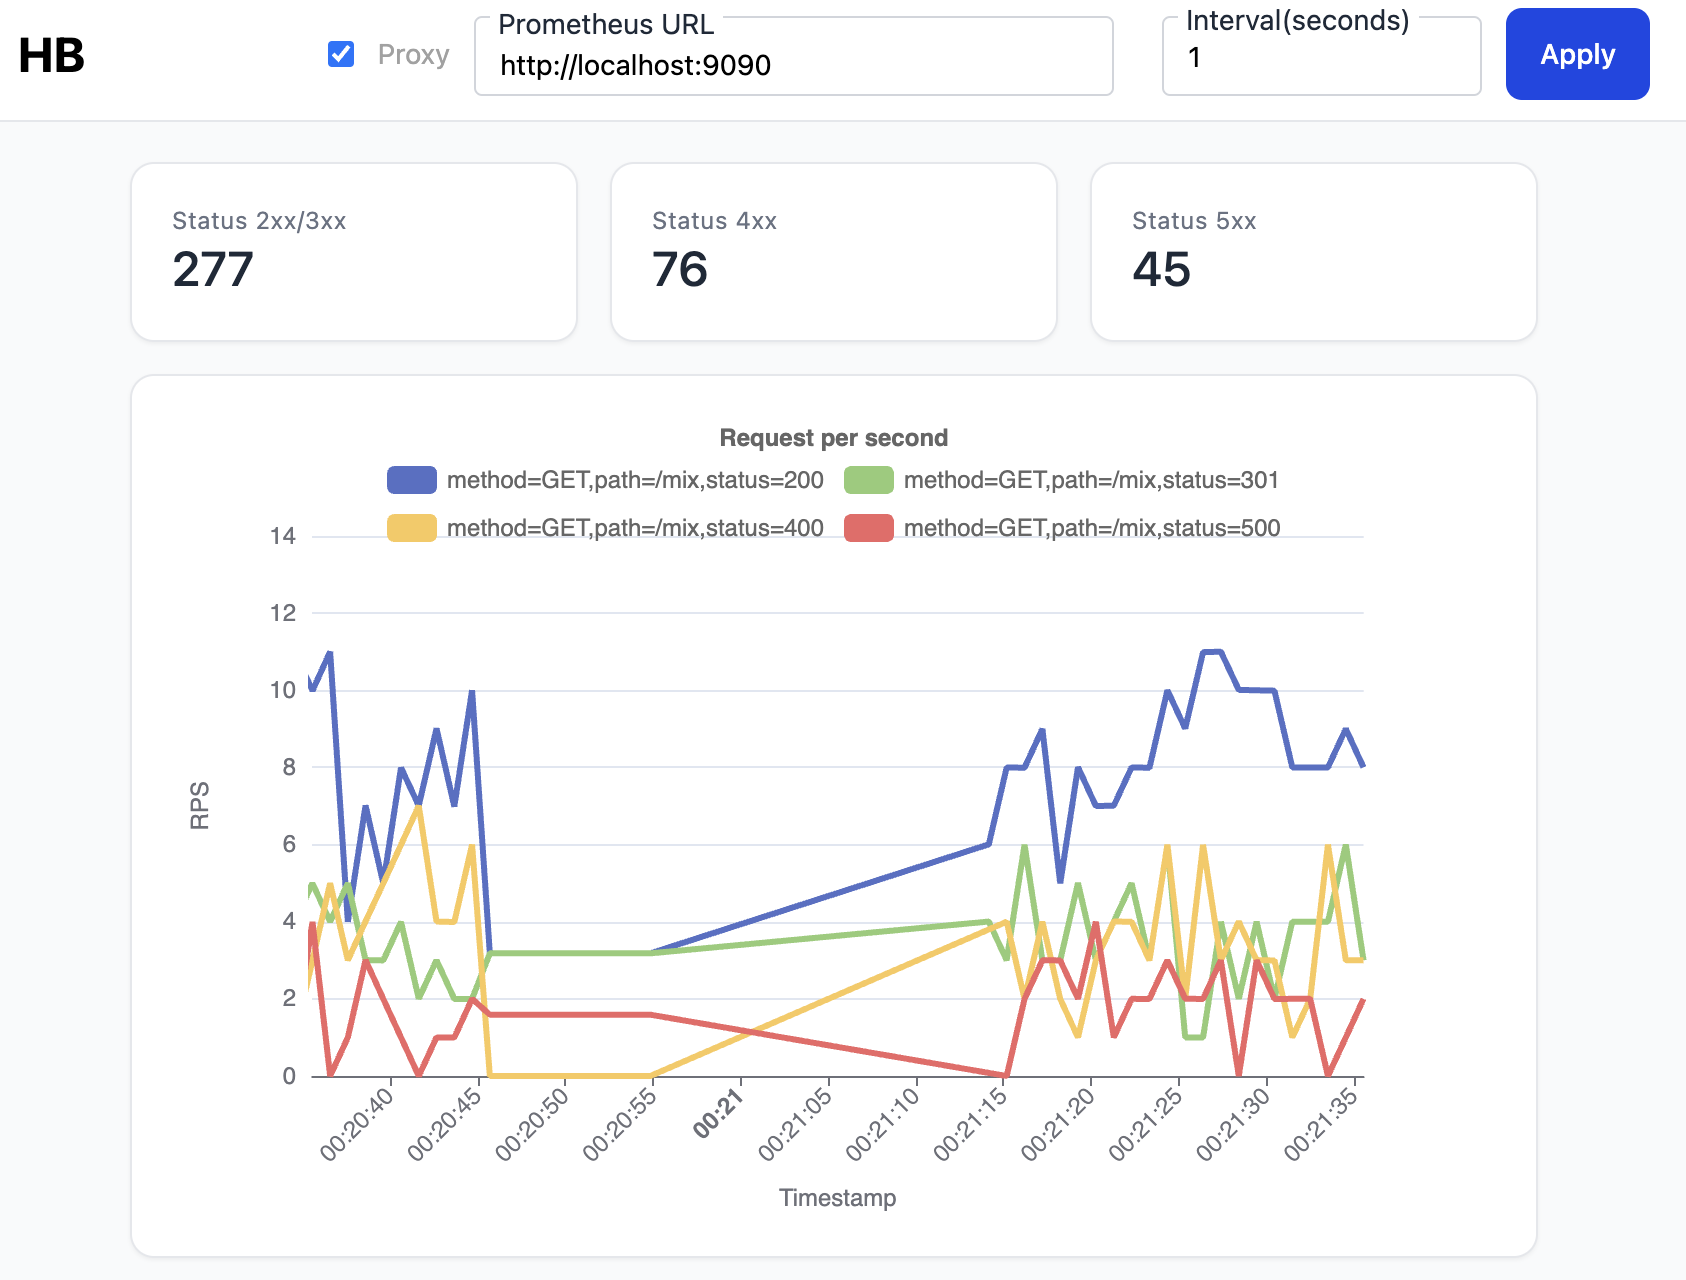 HB
Proxy
Prometheus URL
http://localhost:9090
Interval(seconds)
1
Apply
Status 2xx/3xx
277
Status 4xx
76
Status 5xx
45
Request per second
method=GET,path=/mix,status=200 method=GET,path=/mix,status=301
method=GET,path=/mix,status=400 method=GET,path=/mix,status=500
14
12
10
8
6
4
2
0
RPS
00:20:40 00:20:45 00:20:50 00:20:55 00:21 00:21:05 00:21:10 00:21:15 00:21:20 00:21:25 00:21:30 00:21:35
Timestamp